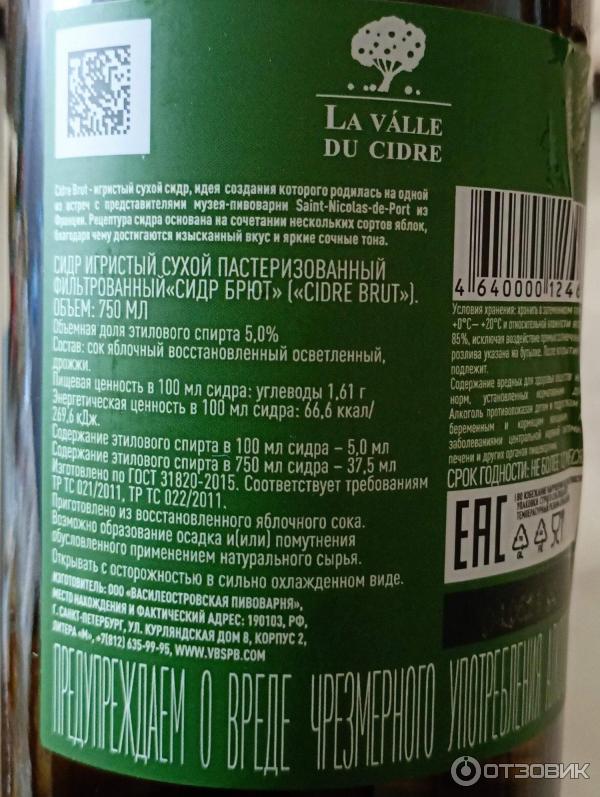 LA VÁLLE
DU CIDRE
Cidre Brut - игристый сухой сидр, идея создания которого родилась на одной
из встреч с представителями музея-пивоварни Saint-Nicolas-de-Port из
Франции. Рецептура сидра основана на сочетании нескольких сортов яблок,
благодаря чему достигаются изысканный вкус и яркие сочные тона.
СИДР ИГРИСТЫЙ СУХОЙ ПАСТЕРИЗОВАННЫЙ
ФИЛЬТРОВАННЫЙ «СИДР БРЮТ» («CIDRE BRUT»).
ОБЪЕМ: 750 МЛ
Объемная доля этилового спирта 5,0%
Состав: сок яблочный восстановленный осветленный,
дрожжи.
Пищевая ценность в 100 мл сидра: углеводы 1,61 г
Энергетическая ценность в 100 мл сидра: 66,6 ккал/
269,6 кДж.
Содержание этилового спирта в 100 мл сидра – 5,0 мл
Содержание этилового спирта в 750 мл сидра – 37,5 мл
Изготовлено по ГОСТ 31820-2015. Соответствует требованиям
ТР ТС 021/2011, ТР ТС 022/2011.
Приготовлено из восстановленного яблочного сока.
Возможно образование осадка и(или) помутнения
обусловленного применением натурального сырья.
Открывать с осторожностью в сильно охлажденном виде.
ИЗГОТОВИТЕЛЬ: ООО «ВАСИЛЕОСТРОВСКАЯ ПИВОВАРНЯ»,
МЕСТО НАХОЖДЕНИЯ И ФАКТИЧЕСКИЙ АДРЕС: 190103, РФ,
Г. САНКТ-ПЕТЕРБУРГ, УЛ. КУРЛЯНДСКАЯ ДОМ 8, КОРПУС 2,
ЛИТЕРА «М», +7(812) 635-99-95, WWW.VBSPB.COM
4 640000 1246
Условия хранения: хранить в
+0°C— +20°C и относительной
85%, исключая воздействие прямых
розлива указана на бутылке. После
подлежит.
Содержание вредных для здоровья
норм, установленных
Алкоголь противопоказан детям и
беременным и кормящим
заболеваниями центральной нервной
печени и других органов
СРОК ГОДНОСТИ: НЕ БОЛЕЕ
EAC
ПРЕДУПРЕЖДАЕМ О ВРЕДЕ ЧРЕЗМЕРНОГО УПОТРЕБЛЕНИЯ
ОТЗОВИК